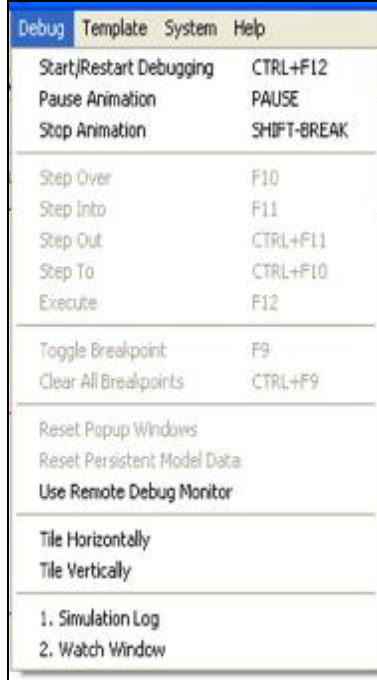 Debug Template System Help
Start/Restart Debugging CTRL+F12
Pause Animation PAUSE
Stop Animation SHIFT-BREAK
Step Over F10
Step Into F11
Step Out CTRL+F11
Step To CTRL+F10
Execute F12
Toggle Breakpoint F9
Clear All Breakpoints CTRL+F9
Reset Popup Windows
Reset Persistent Model Data
Use Remote Debug Monitor
Tile Horizontally
Tile Vertically
1. Simulation Log
2. Watch Window